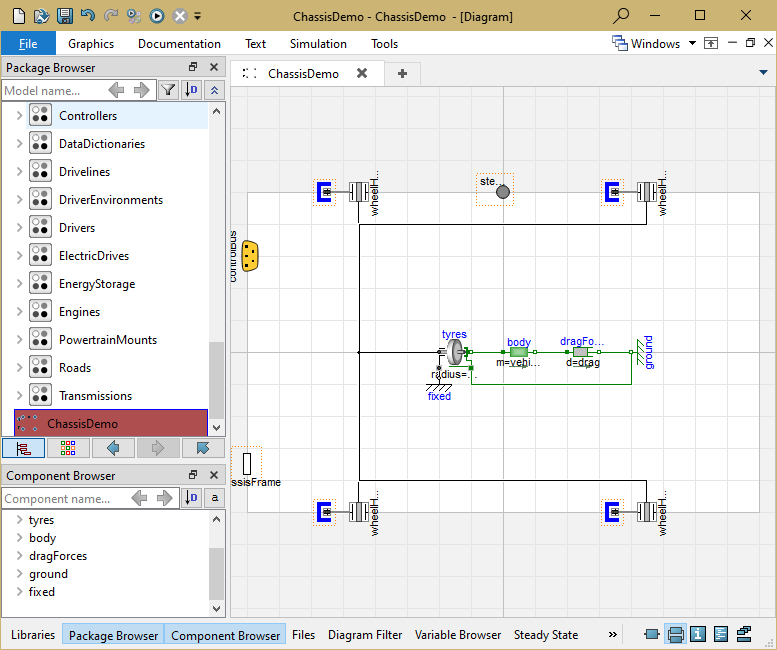 ChassisDemo - ChassisDemo - [Diagram]
File Graphics Documentation Text Simulation Tools Windows
Package Browser
Model name...
Controllers
DataDictionaries
Drivelines
DriverEnvironments
Drivers
ElectricDrives
EnergyStorage
Engines
PowertrainMounts
Roads
Transmissions
ChassisDemo
Component Browser
Component name...
D
a
tyres
body
dragForces
ground
fixed
ChassisDemo
ste...
wheelH...
wheelH...
controlBus
tyres
radius=...
fixed
body
m=vehi...
dragFo...
d=drag
ground
ssisFrame
wheelH...
wheelH...
Libraries Package Browser Component Browser Files Diagram Filter Variable Browser Steady State »